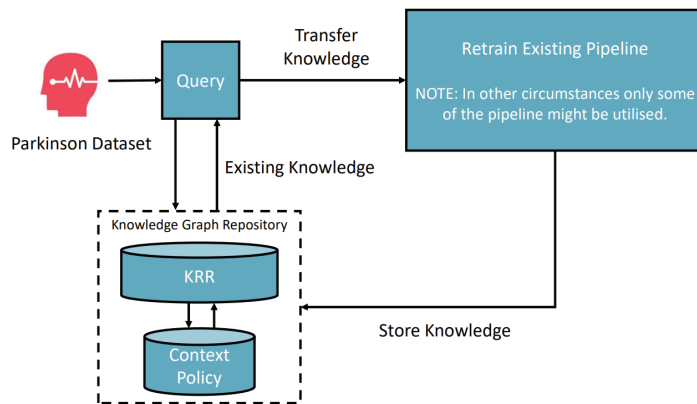 Transfer
Knowledge
Retrain Existing Pipeline
NOTE: In other circumstances only some
of the pipeline might be utilised.
Query
Parkinson Dataset
Existing Knowledge
Knowledge Graph Repository
KRR
Context
Policy
Store Knowledge